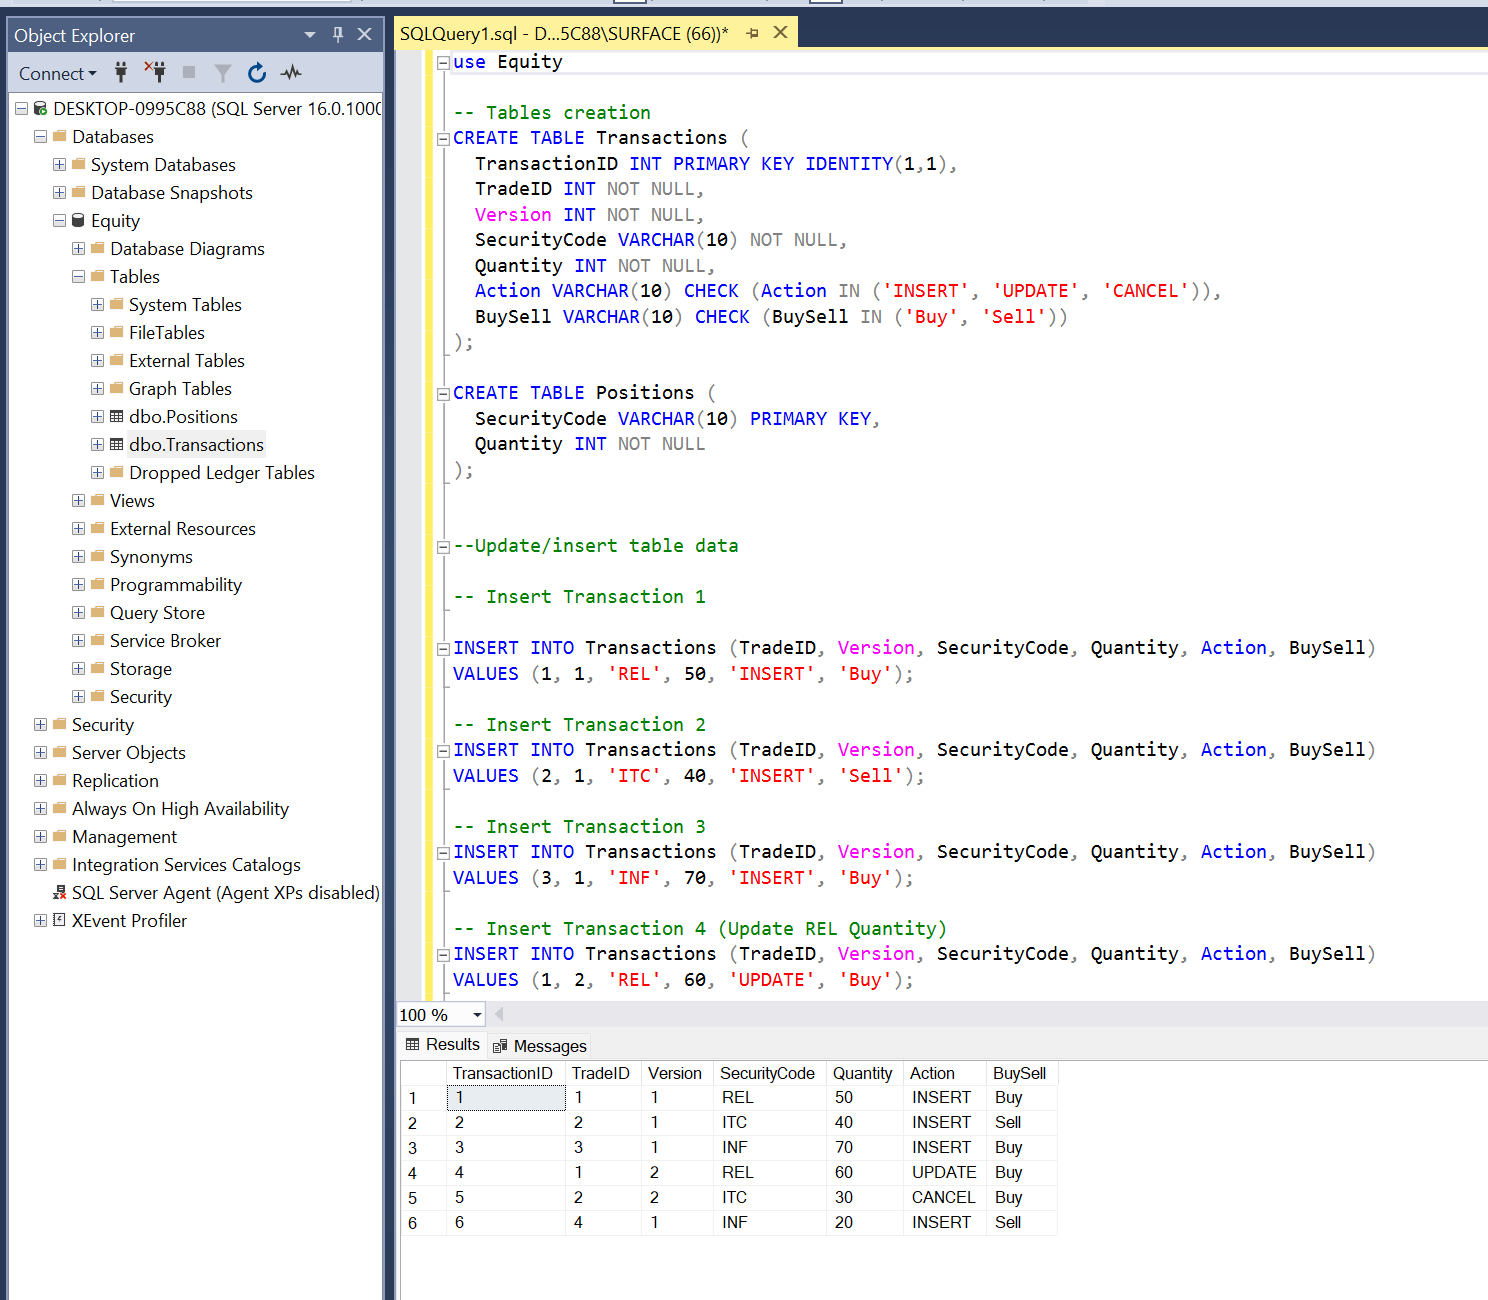 Object Explorer
Connect
DESKTOP-0995C88 (SQL Server 16.0.1000
Databases
System Databases
Database Snapshots
Equity
Database Diagrams
Tables
System Tables
FileTables
External Tables
Graph Tables
dbo.Positions
dbo.Transactions
Dropped Ledger Tables
Views
External Resources
Synonyms
Programmability
Query Store
Service Broker
Storage
Security
Security
Server Objects
Replication
Always On High Availability
Management
Integration Services Catalogs
SQL Server Agent (Agent XPs disabled)
XEvent Profiler
SQLQuery1.sql - D...5C88\SURFACE (66))*
use Equity
-- Tables creation
CREATE TABLE Transactions (
TransactionID INT PRIMARY KEY IDENTITY(1,1),
TradeID INT NOT NULL,
Version INT NOT NULL,
SecurityCode VARCHAR(10) NOT NULL,
Quantity INT NOT NULL,
Action VARCHAR(10) CHECK (Action IN ('INSERT', 'UPDATE', 'CANCEL')),
BuySell VARCHAR(10) CHECK (BuySell IN ('Buy', 'Sell'))
);
CREATE TABLE Positions (
SecurityCode VARCHAR(10) PRIMARY KEY,
Quantity INT NOT NULL
);
--Update/insert table data
-- Insert Transaction 1
INSERT INTO Transactions (TradeID, Version, SecurityCode, Quantity, Action, BuySell)
VALUES (1, 1, 'REL', 50, 'INSERT', 'Buy');
-- Insert Transaction 2
INSERT INTO Transactions (TradeID, Version, SecurityCode, Quantity, Action, BuySell)
VALUES (2, 1, 'ITC', 40, 'INSERT', 'Sell');
-- Insert Transaction 3
INSERT INTO Transactions (TradeID, Version, SecurityCode, Quantity, Action, BuySell)
VALUES (3, 1, 'INF', 70, 'INSERT', 'Buy');
-- Insert Transaction 4 (Update REL Quantity)
INSERT INTO Transactions (TradeID, Version, SecurityCode, Quantity, Action, BuySell)
VALUES (1, 2, 'REL', 60, 'UPDATE', 'Buy');
100 %
Results Messages
TransactionID TradeID Version SecurityCode Quantity Action BuySell
1 1 1 1 REL 50 INSERT Buy
2 2 2 1 ITC 40 INSERT Sell
3 3 3 1 INF 70 INSERT Buy
4 4 1 2 REL 60 UPDATE Buy
5 5 2 2 ITC 30 CANCEL Buy
6 6 4 1 INF 20 INSERT Sell